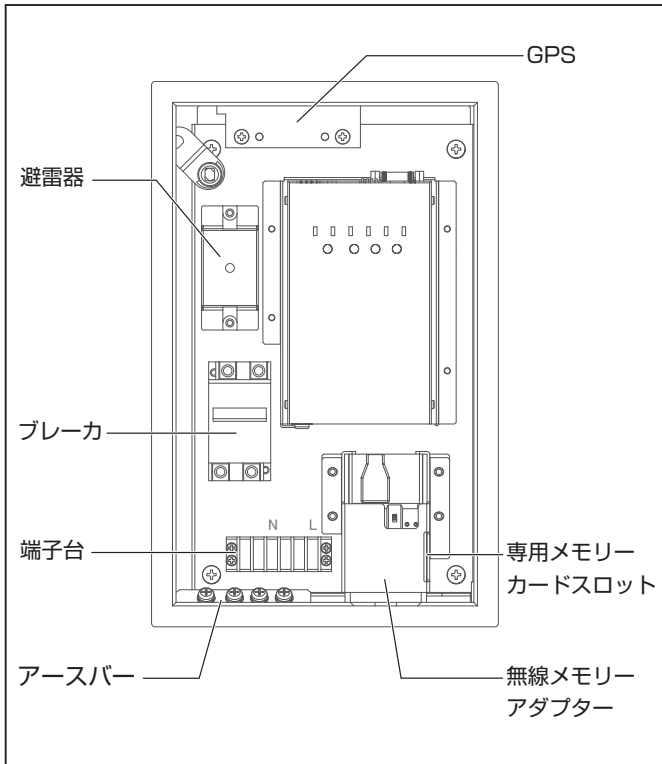 GPS
避雷器
ブレーカ
N L
端子台
専用メモリー
カードスロット
アースバー
無線メモリー
アダプター